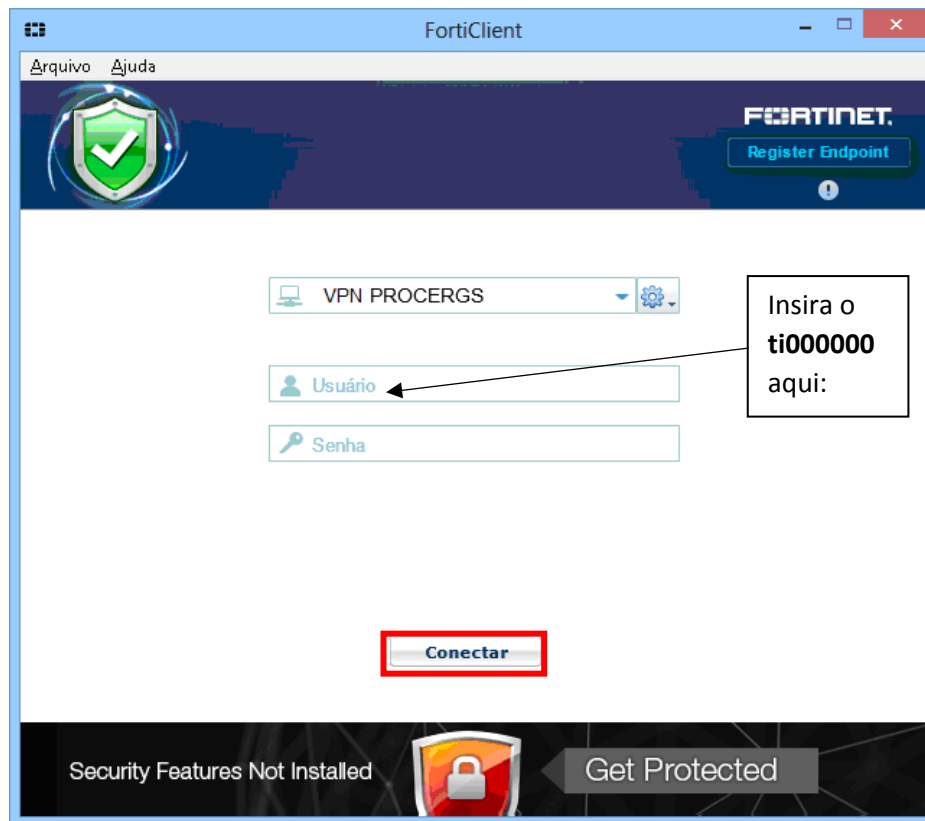 FortiClient
Arquivo Ajuda
FORTINET
Register Endpoint
VPN PROCERGS
Insira o
ti000000
aqui:
Usuário
Senha
Conectar
Security Features Not Installed
Get Protected